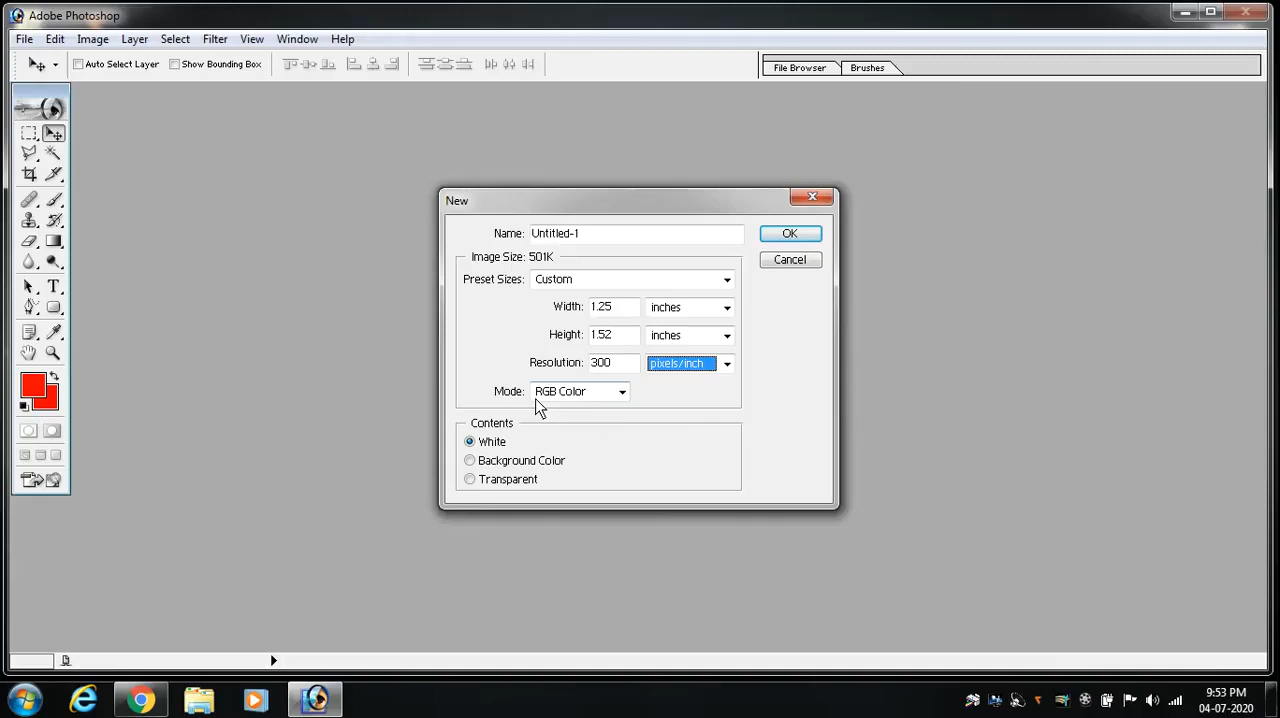 Adobe Photoshop
File Edit Image Layer Select Filter View Window Help
Auto Select Layer Show Bounding Box File Browser Brushes
New
Name: Untitled-1 OK
Image Size: 501K
Cancel
Preset Sizes: Custom
Width: 1.25 inches
Height: 1.52 inches
Resolution: 300 pixels/inch
Mode: RGB Color
Contents
White
Background Color
Transparent
9:53 PM
04-07-2020